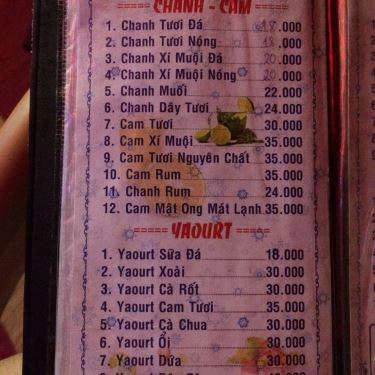 CHANH - CAM
1. Chanh Tươi Đá 18.000
2. Chanh Tươi Nóng 18.000
3. Chanh Xí Muội Đá 20.000
4. Chanh Xí Muội Nóng 20.000
5. Chanh Muối 22.000
6. Chanh Dây Tươi 24.000
7. Cam Tươi 30.000
8. Cam Xí Muội 35.000
9. Cam Tươi Nguyên Chất 35.000
10. Cam Rum 35.000
11. Chanh Rum 24.000
12. Cam Mật Ong Mát Lạnh 35.000
===== YAOURT =====
1. Yaourt Sữa Đá 18.000
2. Yaourt Xoài 30.000
3. Yaourt Cà Rốt 30.000
4. Yaourt Cam Tươi 35.000
5. Yaourt Cà Chua 30.000
6. Yaourt Ổi 30.000
7. Yaourt Dứa 30.000
Yaourt